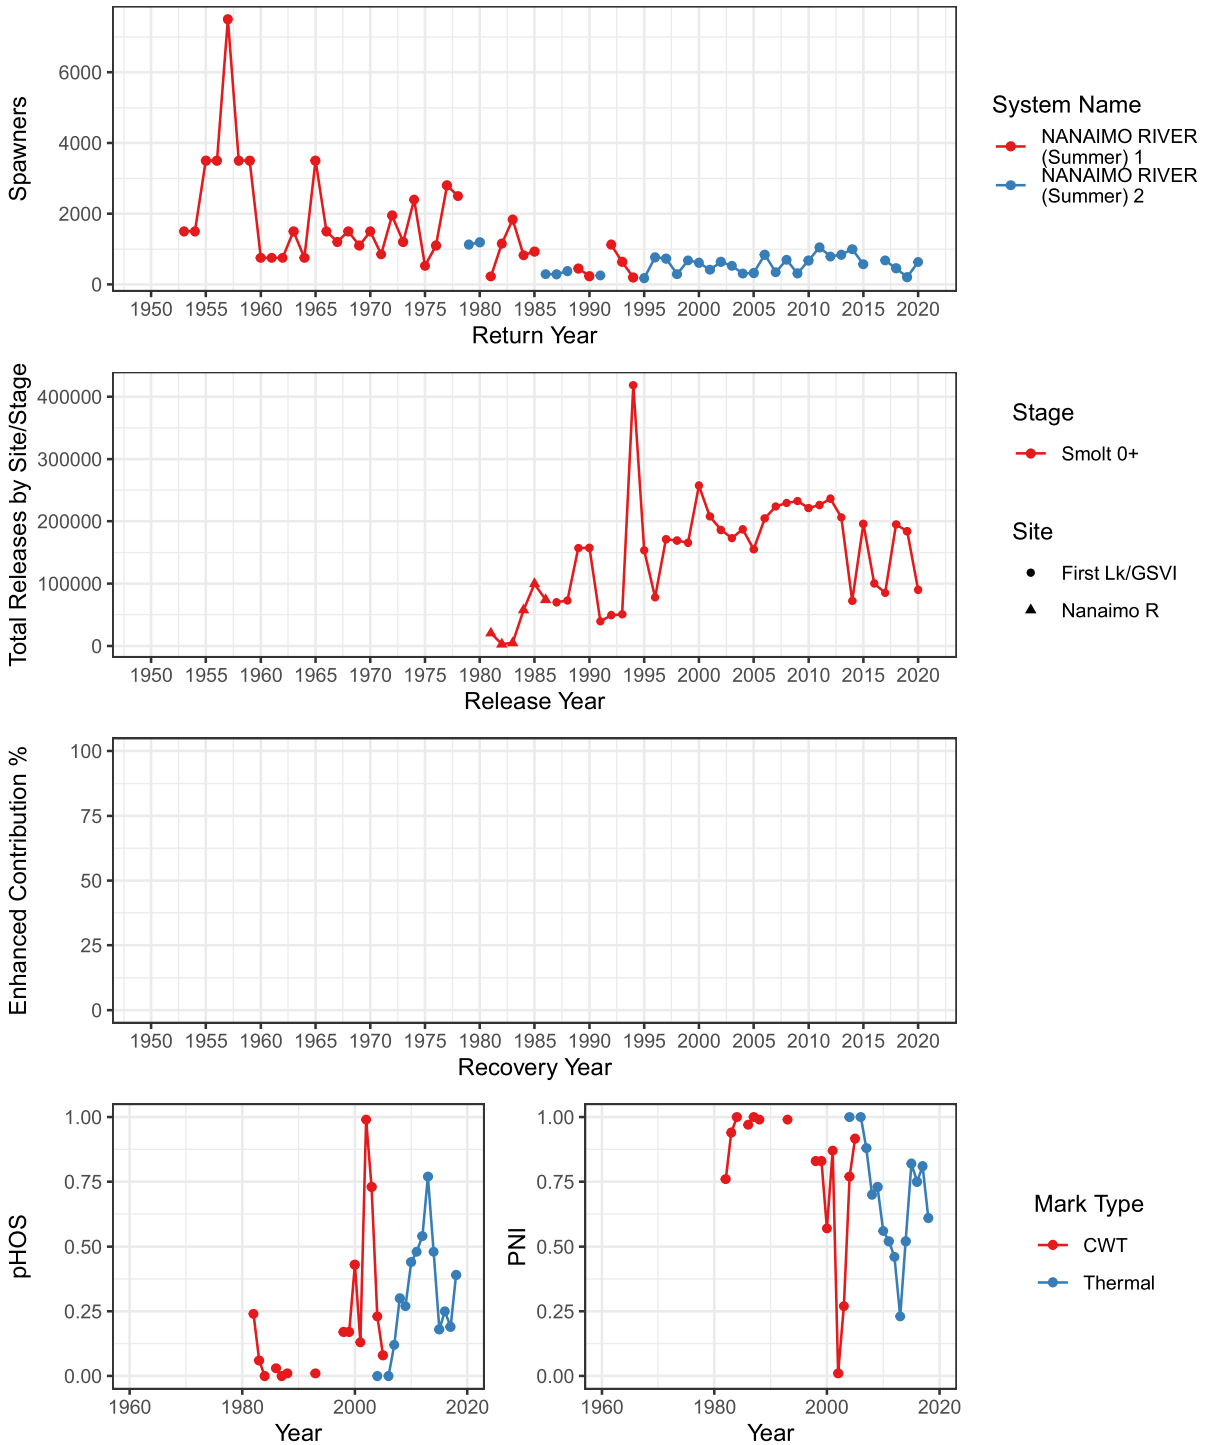 Spawners
6000
4000
2000
0
1950 1955 1960 1965 1970 1975 1980 1985 1990 1995 2000 2005 2010 2015 2020
Return Year
System Name
NANAIMO RIVER
(Summer) 1
NANAIMO RIVER
(Summer) 2
Total Releases by Site/Stage
400000
300000
200000
100000
0
1950 1955 1960 1965 1970 1975 1980 1985 1990 1995 2000 2005 2010 2015 2020
Release Year
Stage
Smolt 0+
Site
First Lk/GSVI
Nanaimo R
Enhanced Contribution %
100
75
50
25
0
1950 1955 1960 1965 1970 1975 1980 1985 1990 1995 2000 2005 2010 2015 2020
Recovery Year
pHOS
1.00
0.75
0.50
0.25
0.00
1960 1980 2000 2020
Year
PNI
1.00
0.75
0.50
0.25
0.00
1960 1980 2000 2020
Year
Mark Type
CWT
Thermal